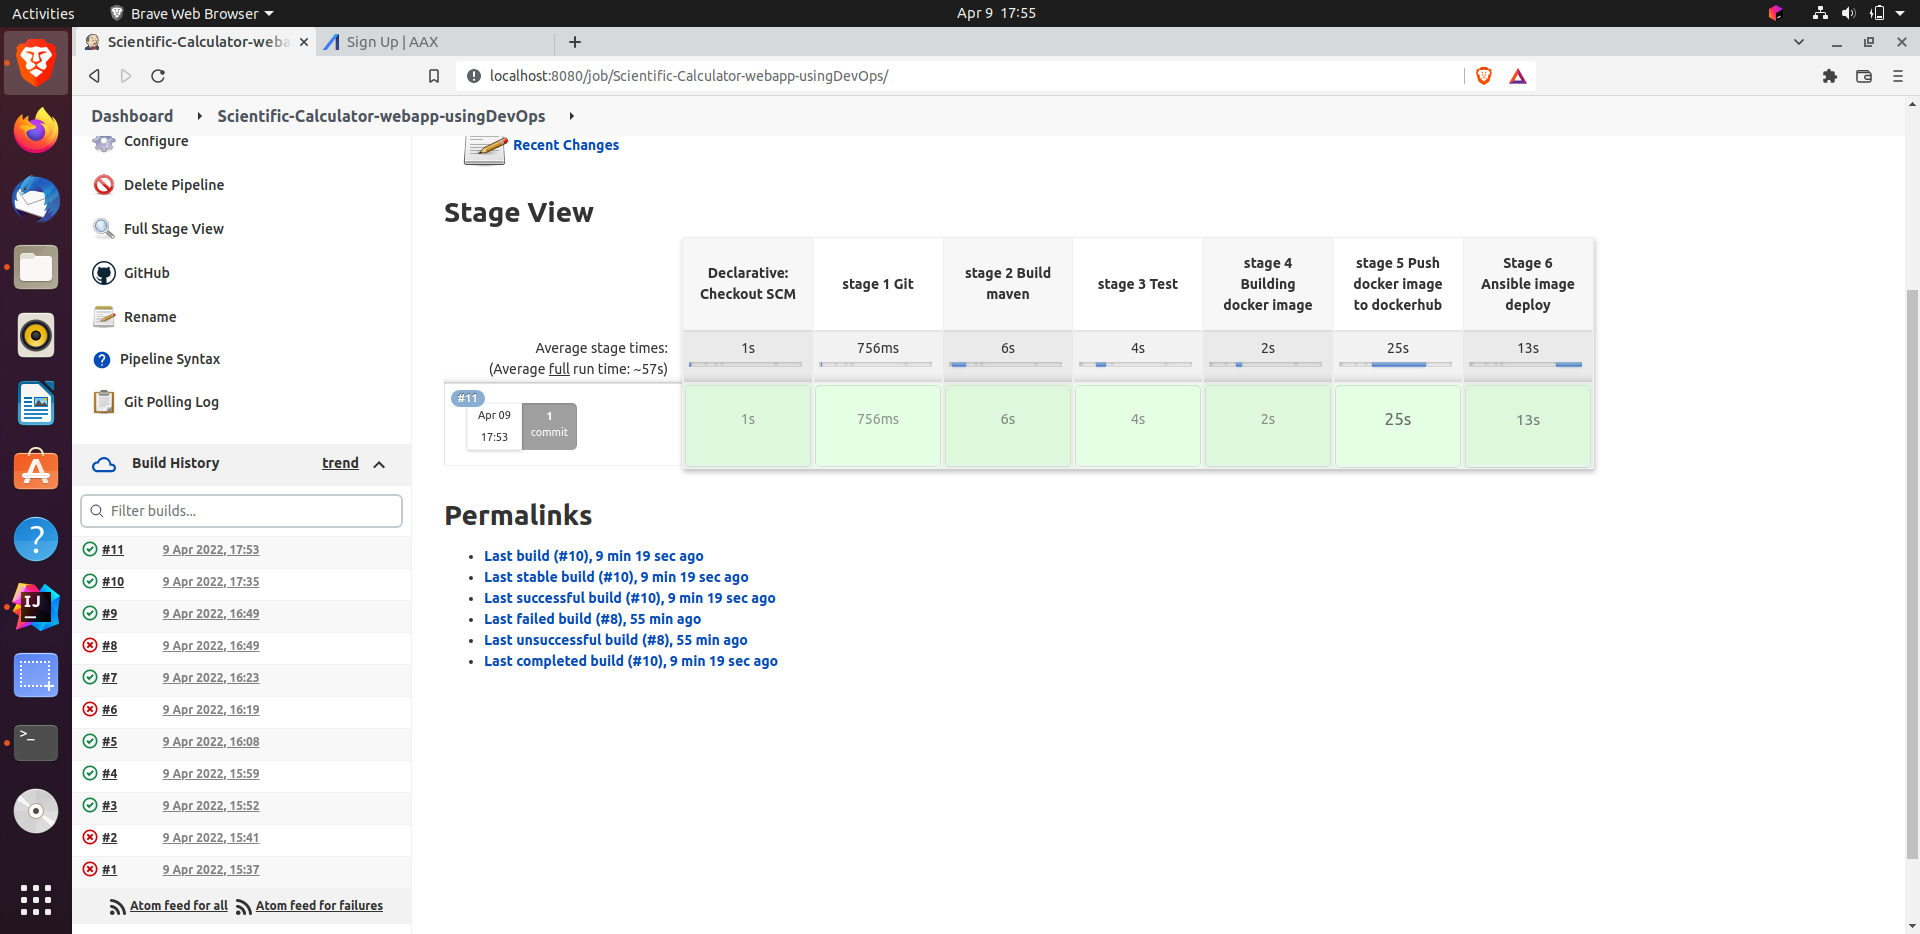 Activities
Brave Web Browser
Apr 9 17:55
Scientific-Calculator-weba
Sign Up | AAX
localhost:8080/job/Scientific-Calculator-webapp-usingDevOps/
Dashboard
Scientific-Calculator-webapp-usingDevOps
Configure
Delete Pipeline
Full Stage View
GitHub
Rename
Pipeline Syntax
Git Polling Log
Build History
trend
Filter builds...
#11 9 Apr 2022, 17:53
#10 9 Apr 2022, 17:35
#9 9 Apr 2022, 16:49
#8 9 Apr 2022, 16:49
#7 9 Apr 2022, 16:23
#6 9 Apr 2022, 16:19
#5 9 Apr 2022, 16:08
#4 9 Apr 2022, 15:59
#3 9 Apr 2022, 15:52
#2 9 Apr 2022, 15:41
#1 9 Apr 2022, 15:37
Atom feed for all
Atom feed for failures
Recent Changes
Stage View
Declarative:
Checkout SCM
stage 1 Git
stage 2 Build
maven
stage 3 Test
stage 4
Building
docker image
stage 5 Push
docker image
to dockerhub
Stage 6
Ansible image
deploy
Average stage times:
(Average full run time: ~57s)
1s 756ms 6s 4s 2s 25s 13s
#11
Apr 09
17:53
1
commit
1s 756ms 6s 4s 2s 25s 13s
Permalinks
Last build (#10), 9 min 19 sec ago
Last stable build (#10), 9 min 19 sec ago
Last successful build (#10), 9 min 19 sec ago
Last failed build (#8), 55 min ago
Last unsuccessful build (#8), 55 min ago
Last completed build (#10), 9 min 19 sec ago
IJ